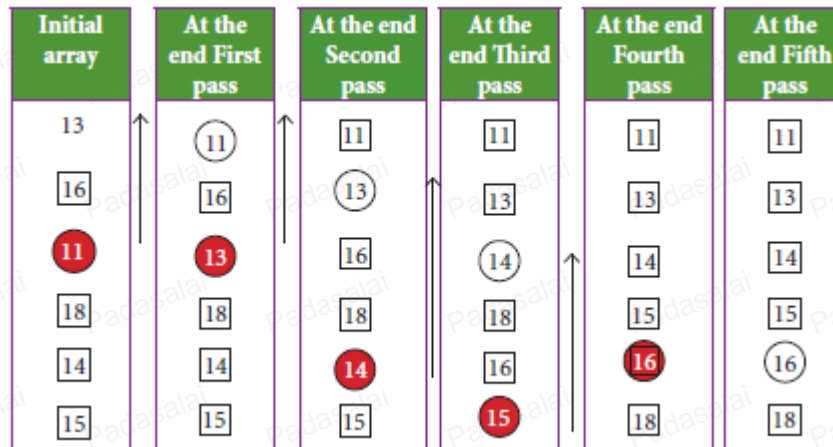 Initial array
At the end First pass
At the end Second pass
At the end Third pass
At the end Fourth pass
At the end Fifth pass
13 11 11 11 11 11
16 16 13 13 13 13
11 13 16 14 14 14
18 18 18 18 15 15
14 14 14 16 16 16
15 15 15 15 18 18
Padasalai